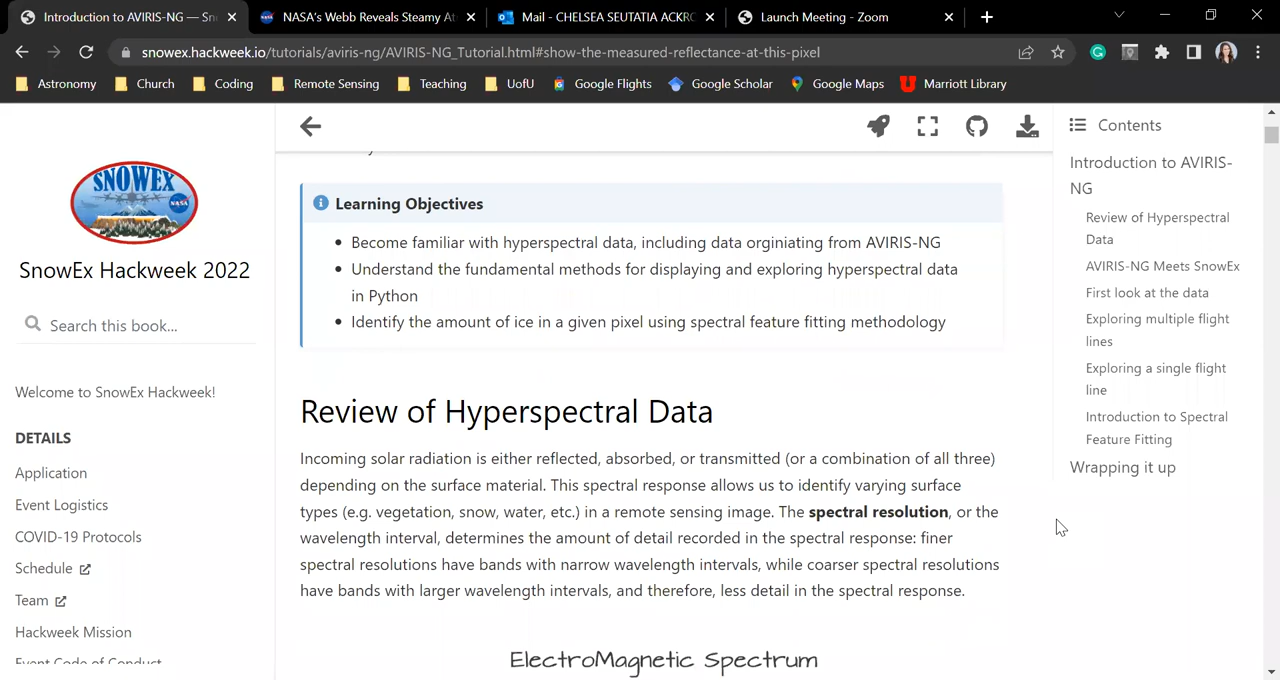 Introduction to AVIRIS-NG — Sn
NASA's Webb Reveals Steamy At
Mail - CHELSEA SEUTATIA ACKRO
Launch Meeting - Zoom
snowex.hackweek.io/tutorials/aviris-ng/AVIRIS-NG_Tutorial.html#show-the-measured-reflectance-at-this-pixel
Astronomy
Church
Coding
Remote Sensing
Teaching
UofU
Google Flights
Google Scholar
Google Maps
Marriott Library
SNOWEX
NASA
SnowEx Hackweek 2022
Search this book...
Welcome to SnowEx Hackweek!
DETAILS
Application
Event Logistics
COVID-19 Protocols
Schedule
Team
Hackweek Mission
Event Code of Conduct
Learning Objectives
Become familiar with hyperspectral data, including data orginiating from AVIRIS-NG
Understand the fundamental methods for displaying and exploring hyperspectral data
in Python
Identify the amount of ice in a given pixel using spectral feature fitting methodology
Review of Hyperspectral Data
Incoming solar radiation is either reflected, absorbed, or transmitted (or a combination of all three)
depending on the surface material. This spectral response allows us to identify varying surface
types (e.g. vegetation, snow, water, etc.) in a remote sensing image. The spectral resolution, or the
wavelength interval, determines the amount of detail recorded in the spectral response: finer
spectral resolutions have bands with narrow wavelength intervals, while coarser spectral resolutions
have bands with larger wavelength intervals, and therefore, less detail in the spectral response.
ElectroMagnetic Spectrum
Contents
Introduction to AVIRIS-
NG
Review of Hyperspectral
Data
AVIRIS-NG Meets SnowEx
First look at the data
Exploring multiple flight
lines
Exploring a single flight
line
Introduction to Spectral
Feature Fitting
Wrapping it up